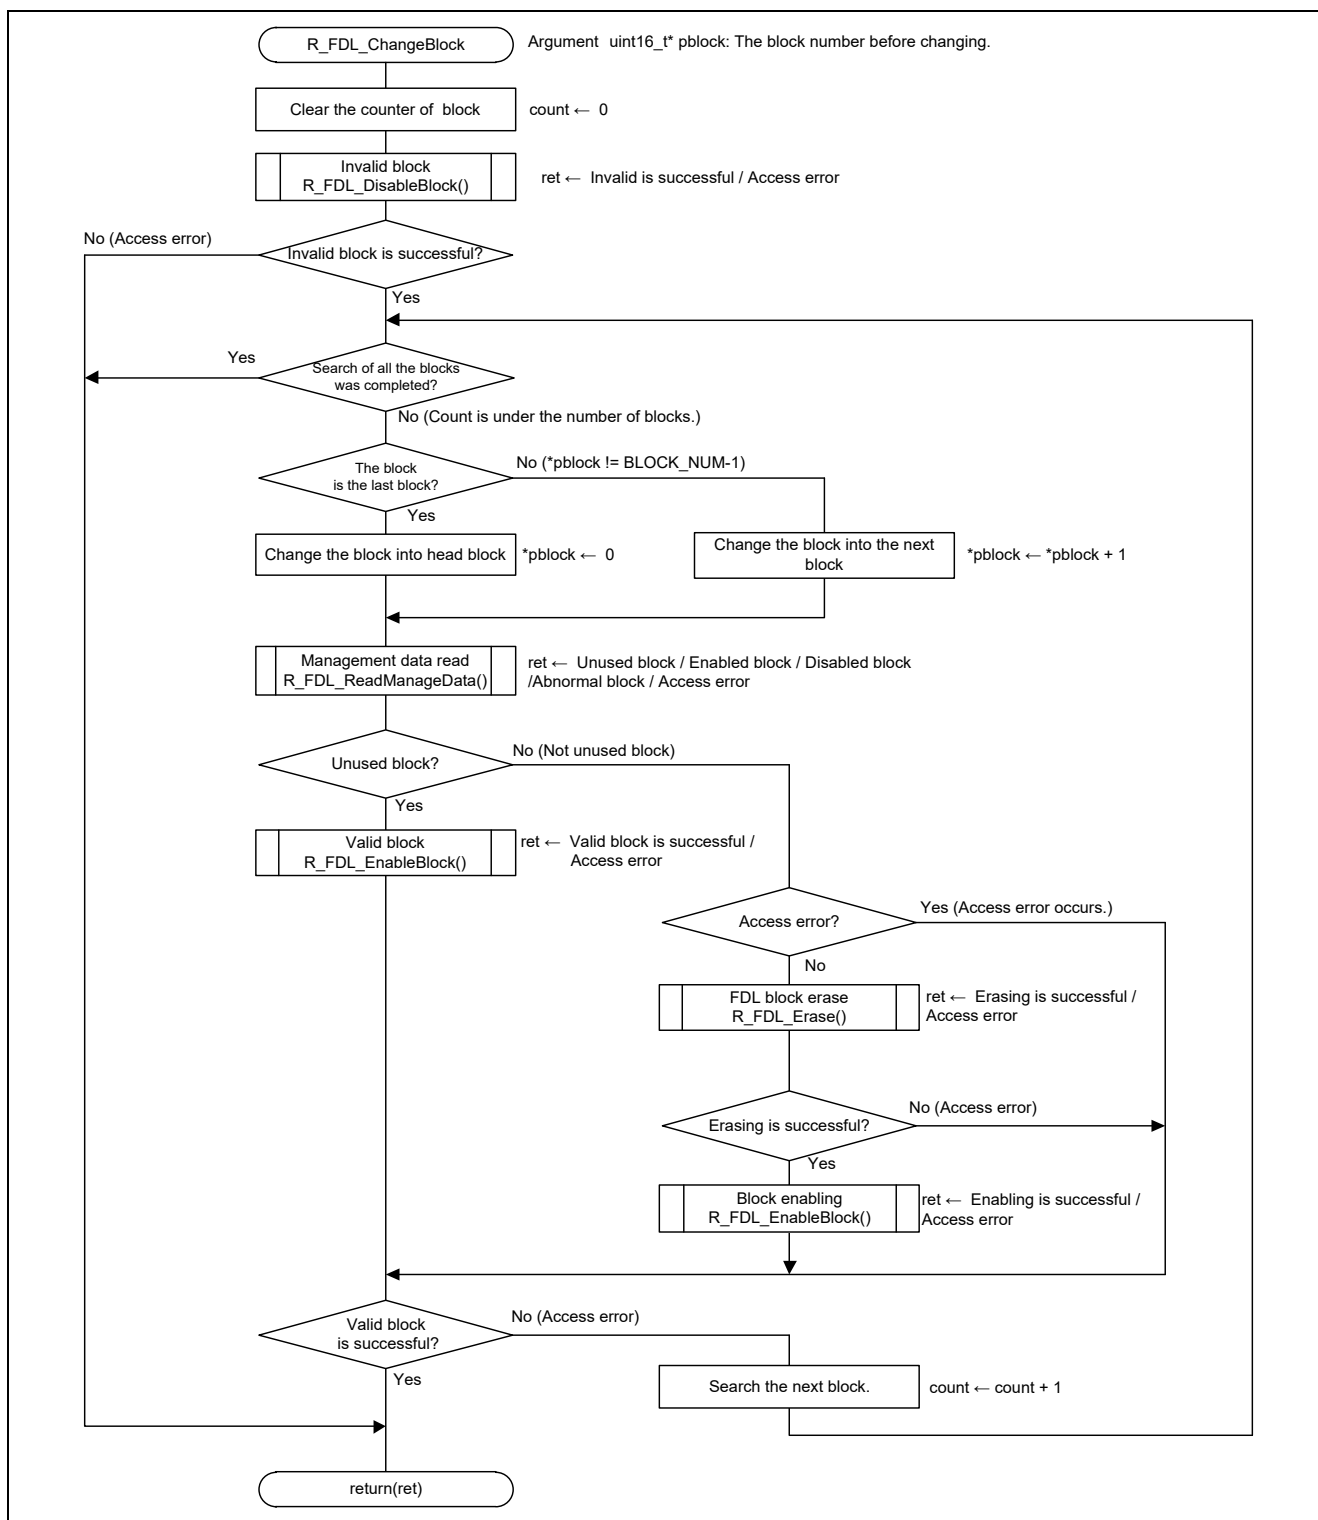 R_FDL_ChangeBlock
Argument uint16_t* pblock: The block number before changing.
Clear the counter of block
count ← 0
Invalid block
R_FDL_DisableBlock()
ret ← Invalid is successful / Access error
No (Access error)
Invalid block is successful?
Yes
Yes
Search of all the blocks
was completed?
No (Count is under the number of blocks.)
The block
is the last block?
No (*pblock != BLOCK_NUM-1)
Yes
Change the block into head block
*pblock ← 0
Change the block into the next
block
*pblock ← *pblock + 1
Management data read
R_FDL_ReadManageData()
ret ← Unused block / Enabled block / Disabled block
/Abnormal block / Access error
Unused block?
No (Not unused block)
Yes
Valid block
R_FDL_EnableBlock()
ret ← Valid block is successful /
Access error
Access error?
Yes (Access error occurs.)
No
FDL block erase
R_FDL_Erase()
ret ← Erasing is successful /
Access error
Erasing is successful?
No (Access error)
Yes
Block enabling
R_FDL_EnableBlock()
ret ← Enabling is successful /
Access error
Valid block
is successful?
No (Access error)
Yes
Search the next block.
count ← count + 1
return(ret)